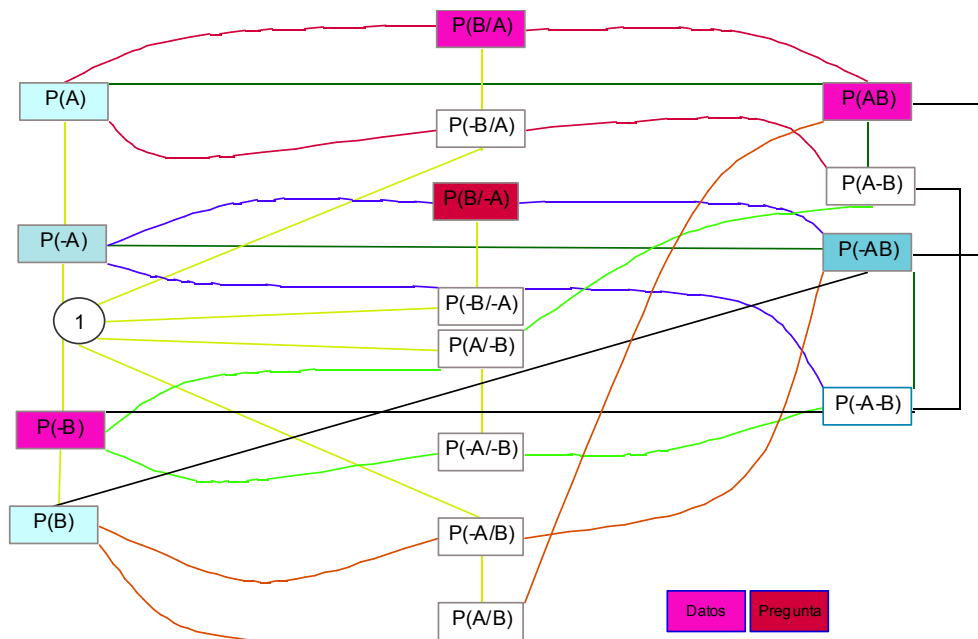 P(B/A)
P(A)
P(AB)
P(-B/A)
P(A-B)
P(B/-A)
P(-A)
P(-AB)
P(-B/-A)
1
P(A/-B)
P(-A-B)
P(-B)
P(-A/-B)
P(B)
P(-A/B)
P(A/B)
Datos
Pregunta